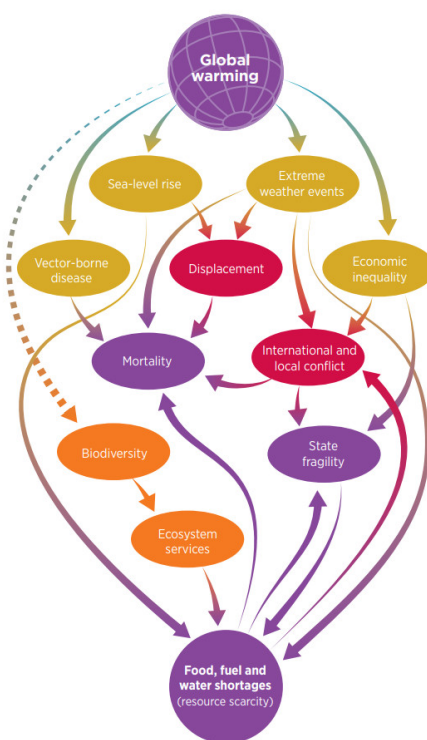 Global
warming
Sea-level rise
Extreme
weather events
Vector-borne
disease
Displacement
Economic
inequality
Mortality
International and
local conflict
Biodiversity
State
fragility
Ecosystem
services
Food, fuel and
water shortages
(resource scarcity)